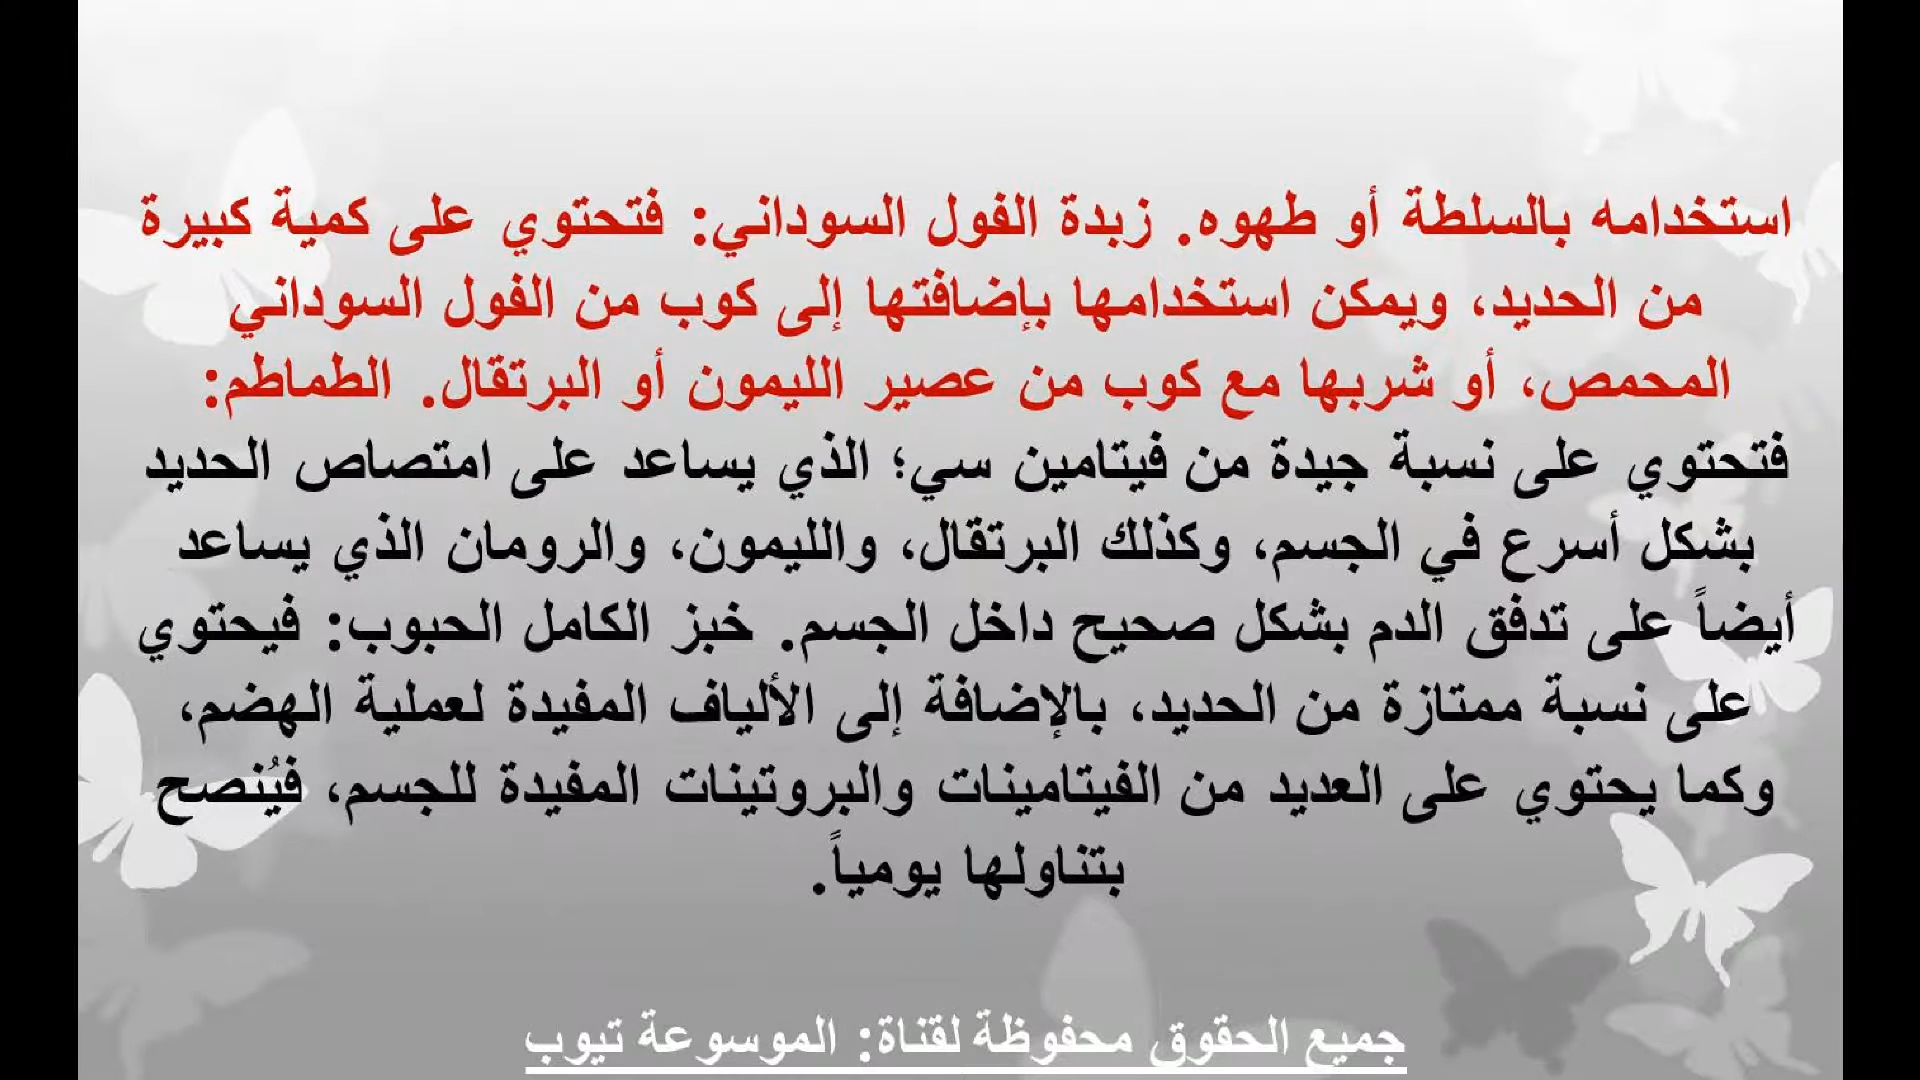 استخدامه بالسلطة أو طهوه. زبدة الفول السوداني: فتحتوي على كمية كبيرة
من الحديد، ويمكن استخدامها بإضافتها إلى كوب من الفول السوداني
المحمص، أو شربها مع كوب من عصير الليمون أو البرتقال. الطماطم:
فتحتوي على نسبة جيدة من فيتامين سي؛ الذي يساعد على امتصاص الحديد
بشكل أسرع في الجسم، وكذلك البرتقال، والليمون، والرومان الذي يساعد
أيضاً على تدفق الدم بشكل صحيح داخل الجسم. خبز الكامل الحبوب: فيحتوي
على نسبة ممتازة من الحديد، بالإضافة إلى الألياف المفيدة لعملية الهضم،
وكما يحتوي على العديد من الفيتامينات والبروتينات المفيدة للجسم، فيُنصح
بتناولها يومياً.
جميع الحقوق محفوظة لقناة: الموسوعة تيوب